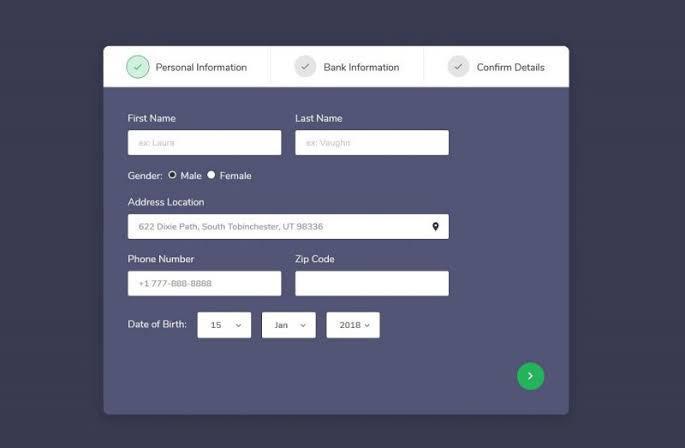 Personal Information Bank Information Confirm Details
First Name Last Name
ex: Laura ex: Vaughn
Gender: Male Female
Address Location
622 Dixie Path, South Tobinchester, UT 98336
Phone Number Zip Code
+1 777-888-8888
Date of Birth: 15 Jan 2018